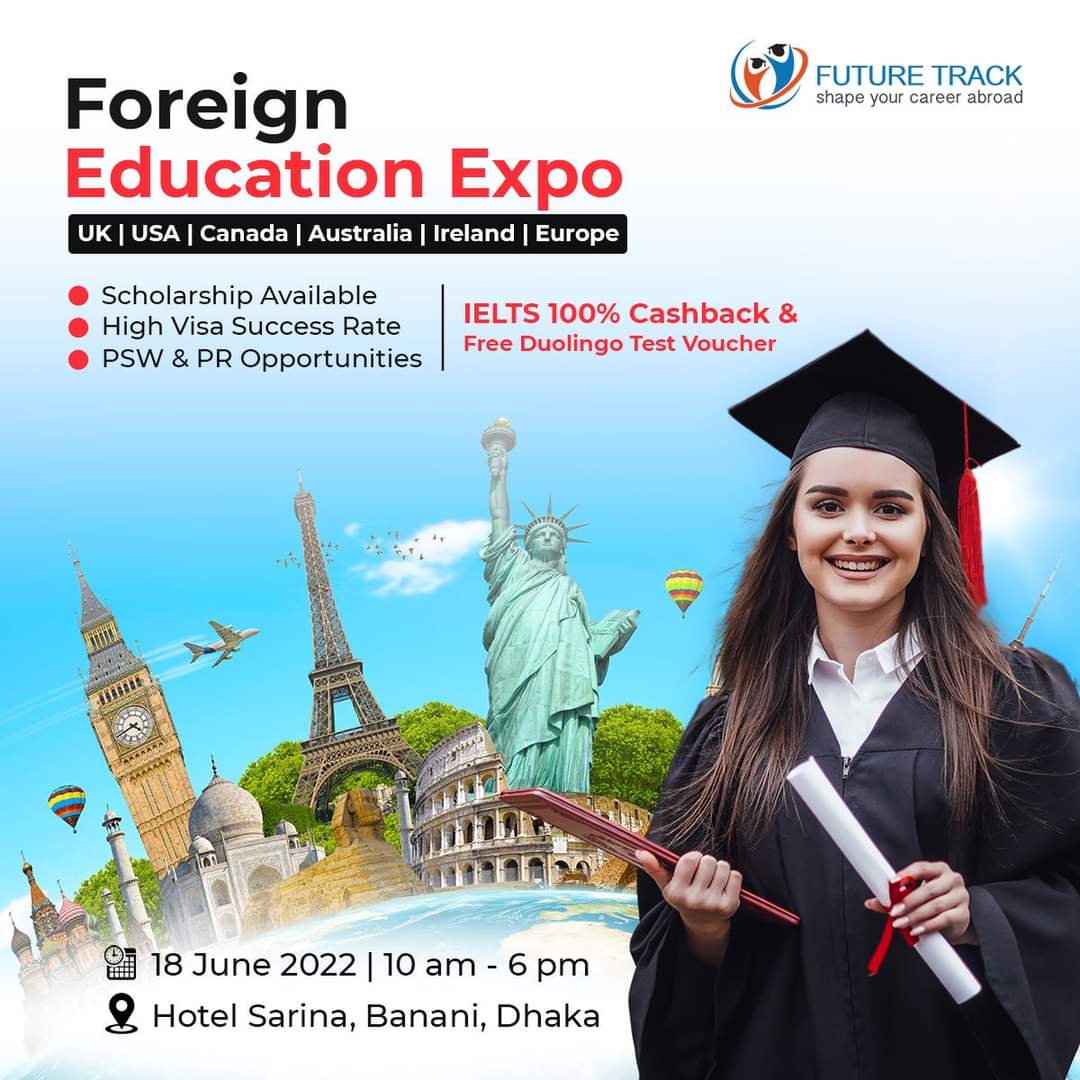 FUTURE TRACK
shape your career abroad
Foreign
Education Expo
UK | USA | Canada | Australia | Ireland | Europe
Scholarship Available
High Visa Success Rate
PSW & PR Opportunities
IELTS 100% Cashback &
Free Duolingo Test Voucher
18 June 2022 | 10 am - 6 pm
Hotel Sarina, Banani, Dhaka